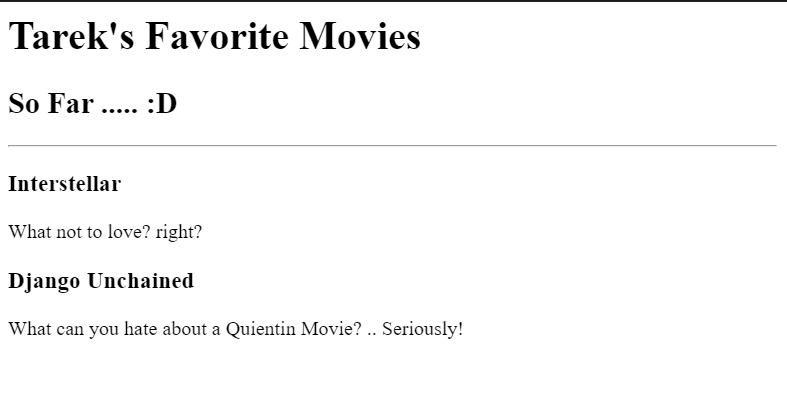 Tarek's Favorite Movies
So Far ..... :D
Interstellar
What not to love? right?
Django Unchained
What can you hate about a Quientin Movie? .. Seriously!